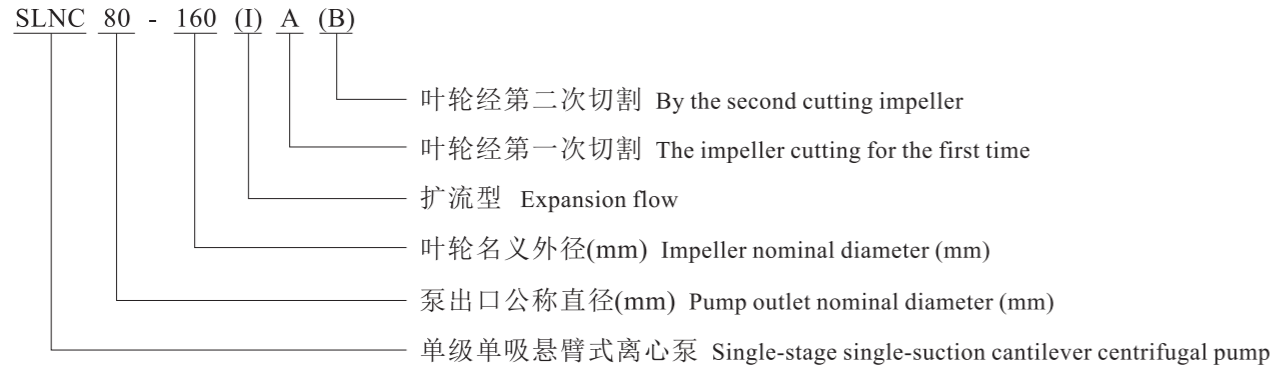 SLNC 80 - 160 (I) A (B)
叶轮经第二次切割 By the second cutting impeller
叶轮经第一次切割 The impeller cutting for the first time
扩流型 Expansion flow
叶轮名义外径(mm) Impeller nominal diameter (mm)
泵出口公称直径(mm) Pump outlet nominal diameter (mm)
单级单吸悬臂式离心泵 Single-stage single-suction cantilever centrifugal pump